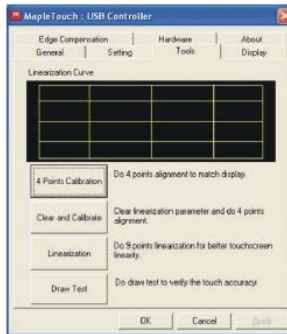 MapleTouch : USB Controller
Edge Compensation Hardware About
General Setting Tools Display
Linearization Curve
4 Points Calibration
Do 4 points alignment to match display.
Clear and Calibrate
Clear linearization parameter and do 4 points
alignment.
Linearization
Do 9 points linearization for better touchscreen
linearity.
Draw Test
Do draw test to verify the touch accuracy.
OK Cancel Apply